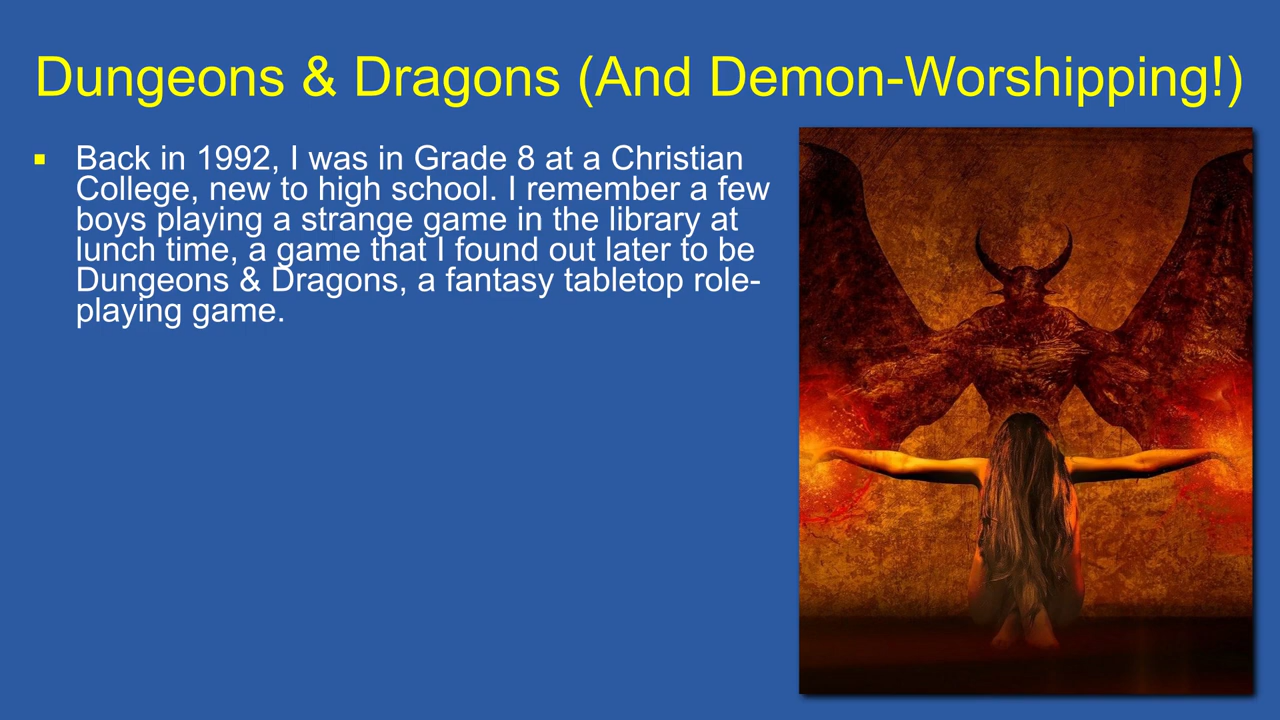 Dungeons & Dragons (And Demon-Worshipping!)
Back in 1992, I was in Grade 8 at a Christian
College, new to high school. I remember a few
boys playing a strange game in the library at
lunch time, a game that I found out later to be
Dungeons & Dragons, a fantasy tabletop role-
playing game.